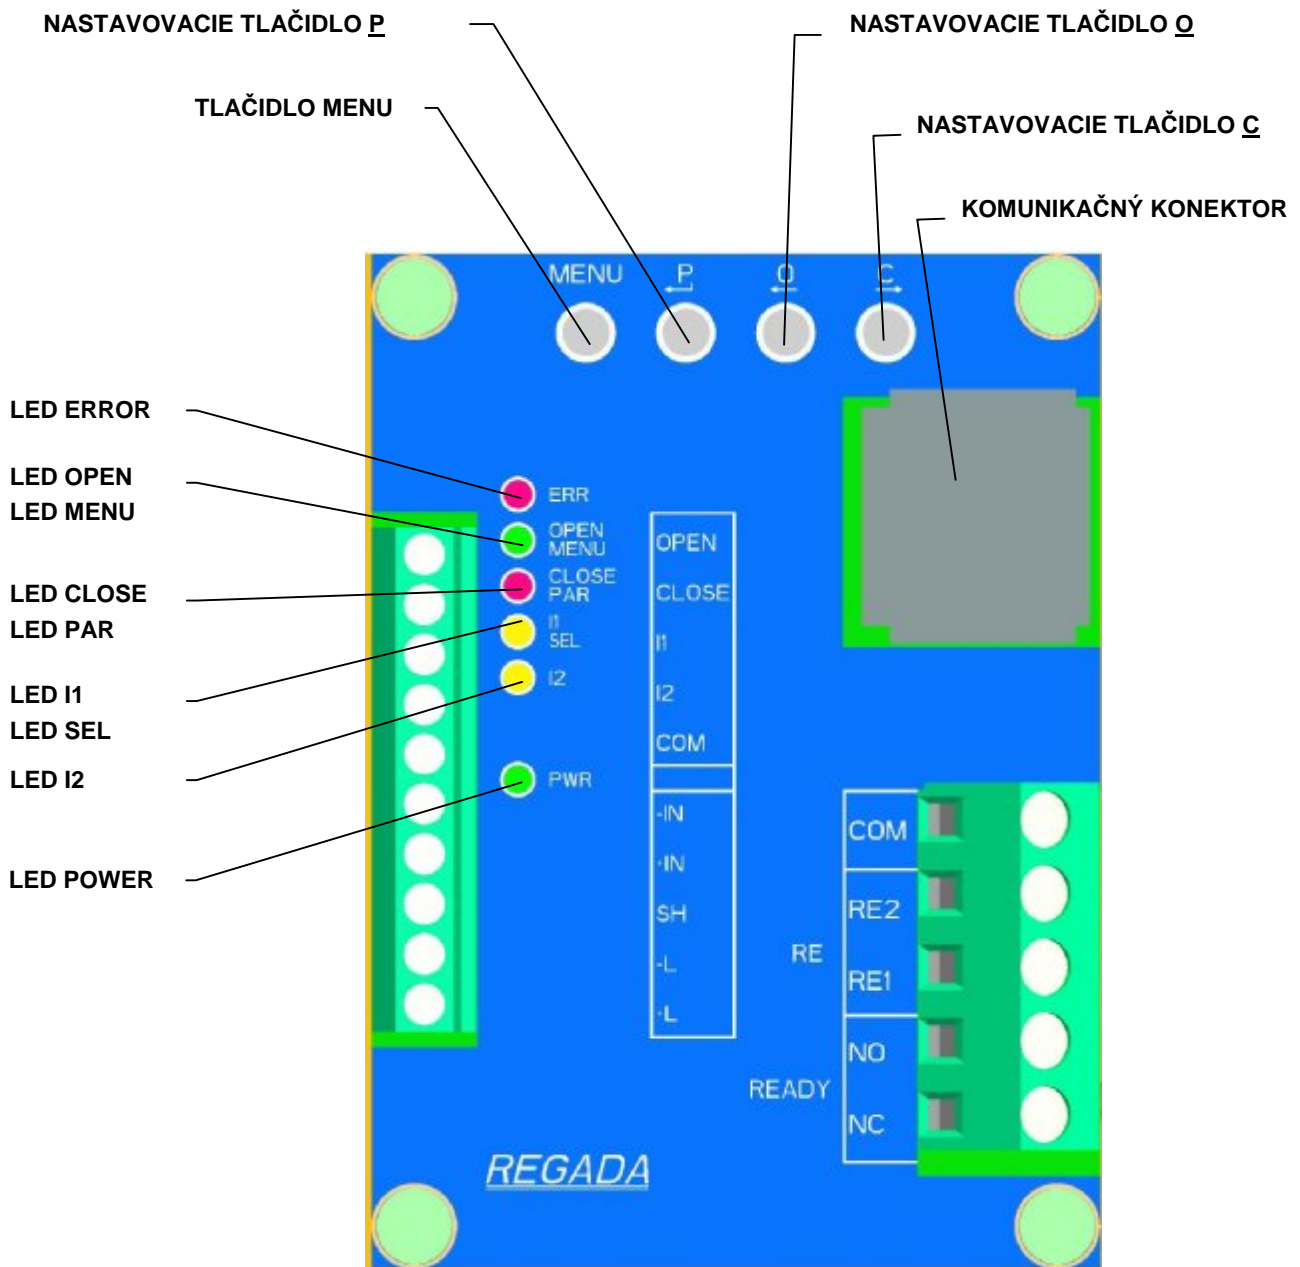 NASTAVOVACIE TLAČIDLO P
NASTAVOVACIE TLAČIDLO O
TLAČIDLO MENU
NASTAVOVACIE TLAČIDLO C
KOMUNIKAČNÝ KONEKTOR
MENU P O C
LED ERROR
LED OPEN
LED MENU
LED CLOSE
LED PAR
LED I1
LED SEL
LED I2
LED POWER
ERR
OPEN
MENU
CLOSE
PAR
I1
SEL
I2
PWR
OPEN
CLOSE
I1
I2
COM
-IN
+IN
SH
-L
+L
COM
RE2
RE
RE1
NO
READY
NC
REGADA